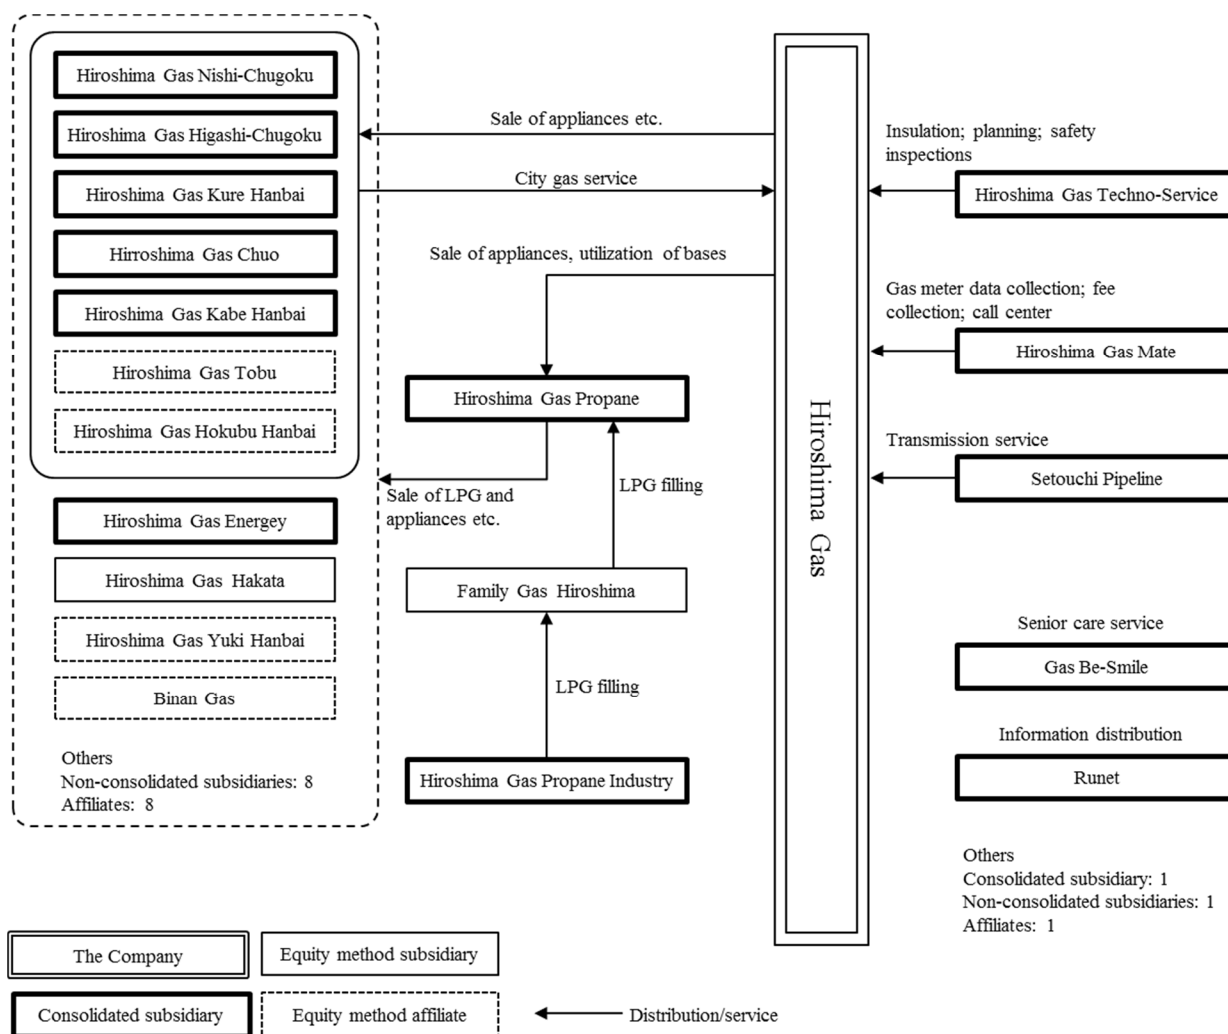 Hiroshima Gas Nishi-Chugoku
Hiroshima Gas Higashi-Chugoku
Hiroshima Gas Kure Hanbai
Hirroshima Gas Chuo
Hiroshima Gas Kabe Hanbai
Hiroshima Gas Tobu
Hiroshima Gas Hokubu Hanbai
Hiroshima Gas Energey
Hiroshima Gas Hakata
Hiroshima Gas Yuki Hanbai
Binan Gas
Others
Non-consolidated subsidiaries: 8
Affiliates: 8
Sale of appliances etc.
City gas service
Sale of appliances, utilization of bases
Hiroshima Gas Propane
Sale of LPG and
appliances etc.
LPG filling
Family Gas Hiroshima
LPG filling
Hiroshima Gas Propane Industry
Hiroshima Gas
Insulation; planning; safety
inspections
Hiroshima Gas Techno-Service
Gas meter data collection; fee
collection; call center
Hiroshima Gas Mate
Transmission service
Setouchi Pipeline
Senior care service
Gas Be-Smile
Information distribution
Runet
Others
Consolidated subsidiary: 1
Non-consolidated subsidiaries: 1
Affiliates: 1
The Company
Equity method subsidiary
Consolidated subsidiary
Equity method affiliate
Distribution/service